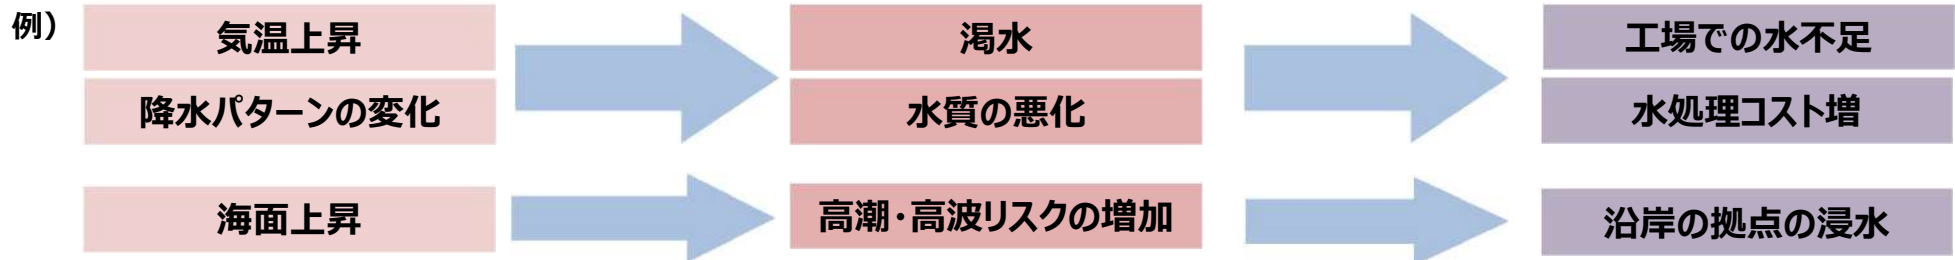 例）
気温上昇
渇水
工場での水不足
降水パターンの変化
水質の悪化
水処理コスト増
海面上昇
高潮・高波リスクの増加
沿岸の拠点の浸水